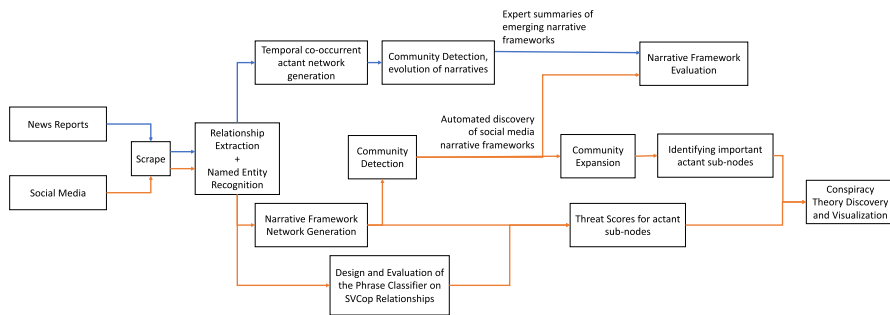 Expert summaries of
emerging narrative
frameworks
Temporal co-occurrent
actant network
generation
Community Detection,
evolution of narratives
Narrative Framework
Evaluation
News Reports
Social Media
Scrape
Relationship
Extraction
+
Named Entity
Recognition
Automated discovery
of social media
narrative frameworks
Community
Detection
Community
Expansion
Identifying important
actant sub-nodes
Narrative Framework
Network Generation
Threat Scores for actant
sub-nodes
Conspiracy
Theory Discovery
and Visualization
Design and Evaluation of
the Phrase Classifier on
SVCop Relationships